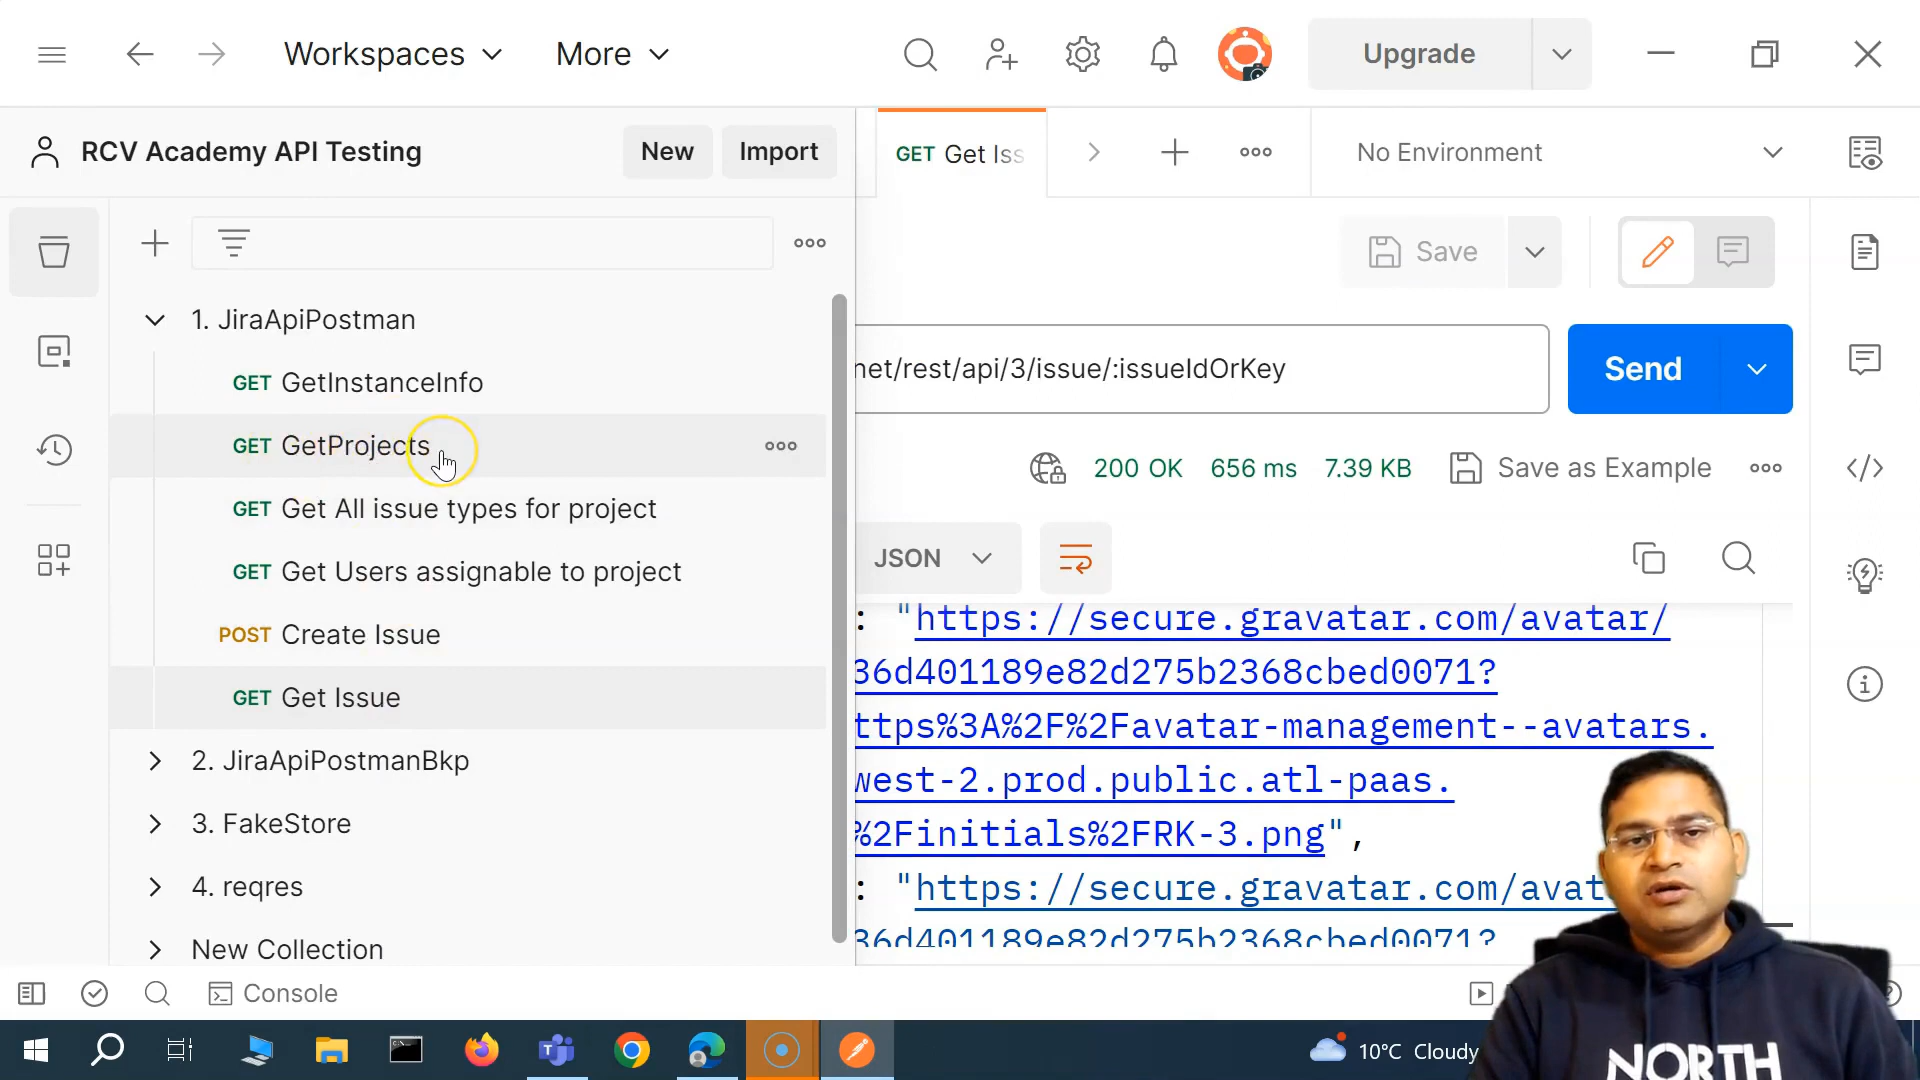 Workspaces More Upgrade
RCV Academy API Testing New Import
GET Get Iss
No Environment
Save
1. JiraApiPostman
GET GetInstanceInfo
GET GetProjects
GET Get All issue types for project
GET Get Users assignable to project
POST Create Issue
GET Get Issue
2. JiraApiPostmanBkp
3. FakeStore
4. reqres
New Collection
net/rest/api/3/issue/:issueIdOrKey
Send
200 OK 656 ms 7.39 KB Save as Example
JSON
: "https://secure.gravatar.com/avatar/
36d401189e82d275b2368cbed0071?
ttps%3A%2F%2Favatar-management--avatars.
west-2.prod.public.atl-paas.
%2Finitials%2FRK-3.png",
: "https://secure.gravatar.com/avat
36d401189e82d275b2368cbed0071?
Console
10°C Cloudy
NORTH